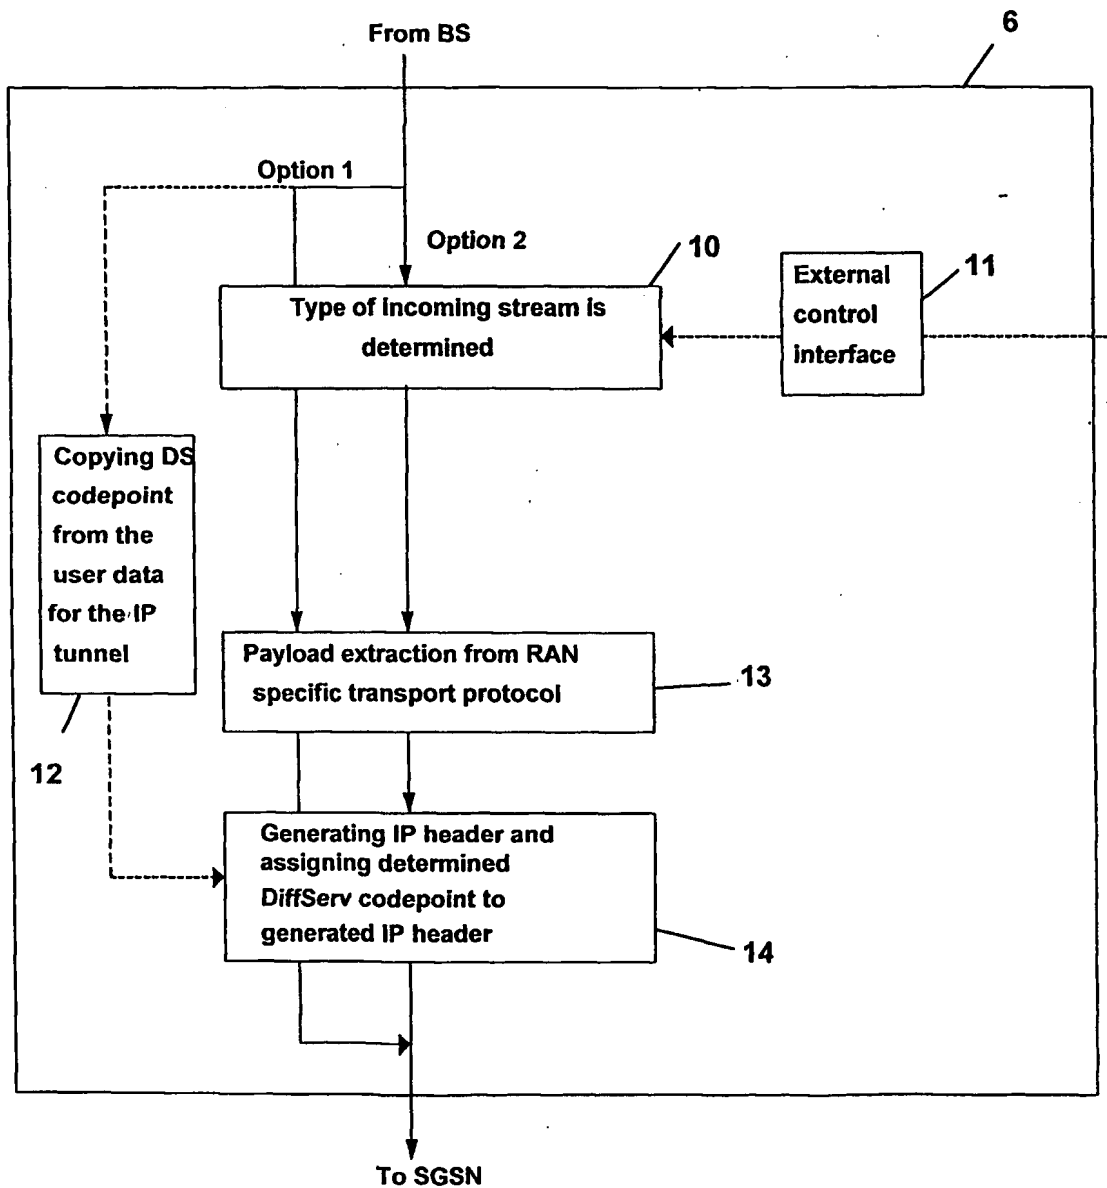 From BS
6
Option 1
Option 2
10
Type of incoming stream is
determined
External
control
interface
11
Copying DS
codepoint
from the
user data
for the IP
tunnel
12
Payload extraction from RAN
specific transport protocol
13
Generating IP header and
assigning determined
DiffServ codepoint to
generated IP header
14
To SGSN